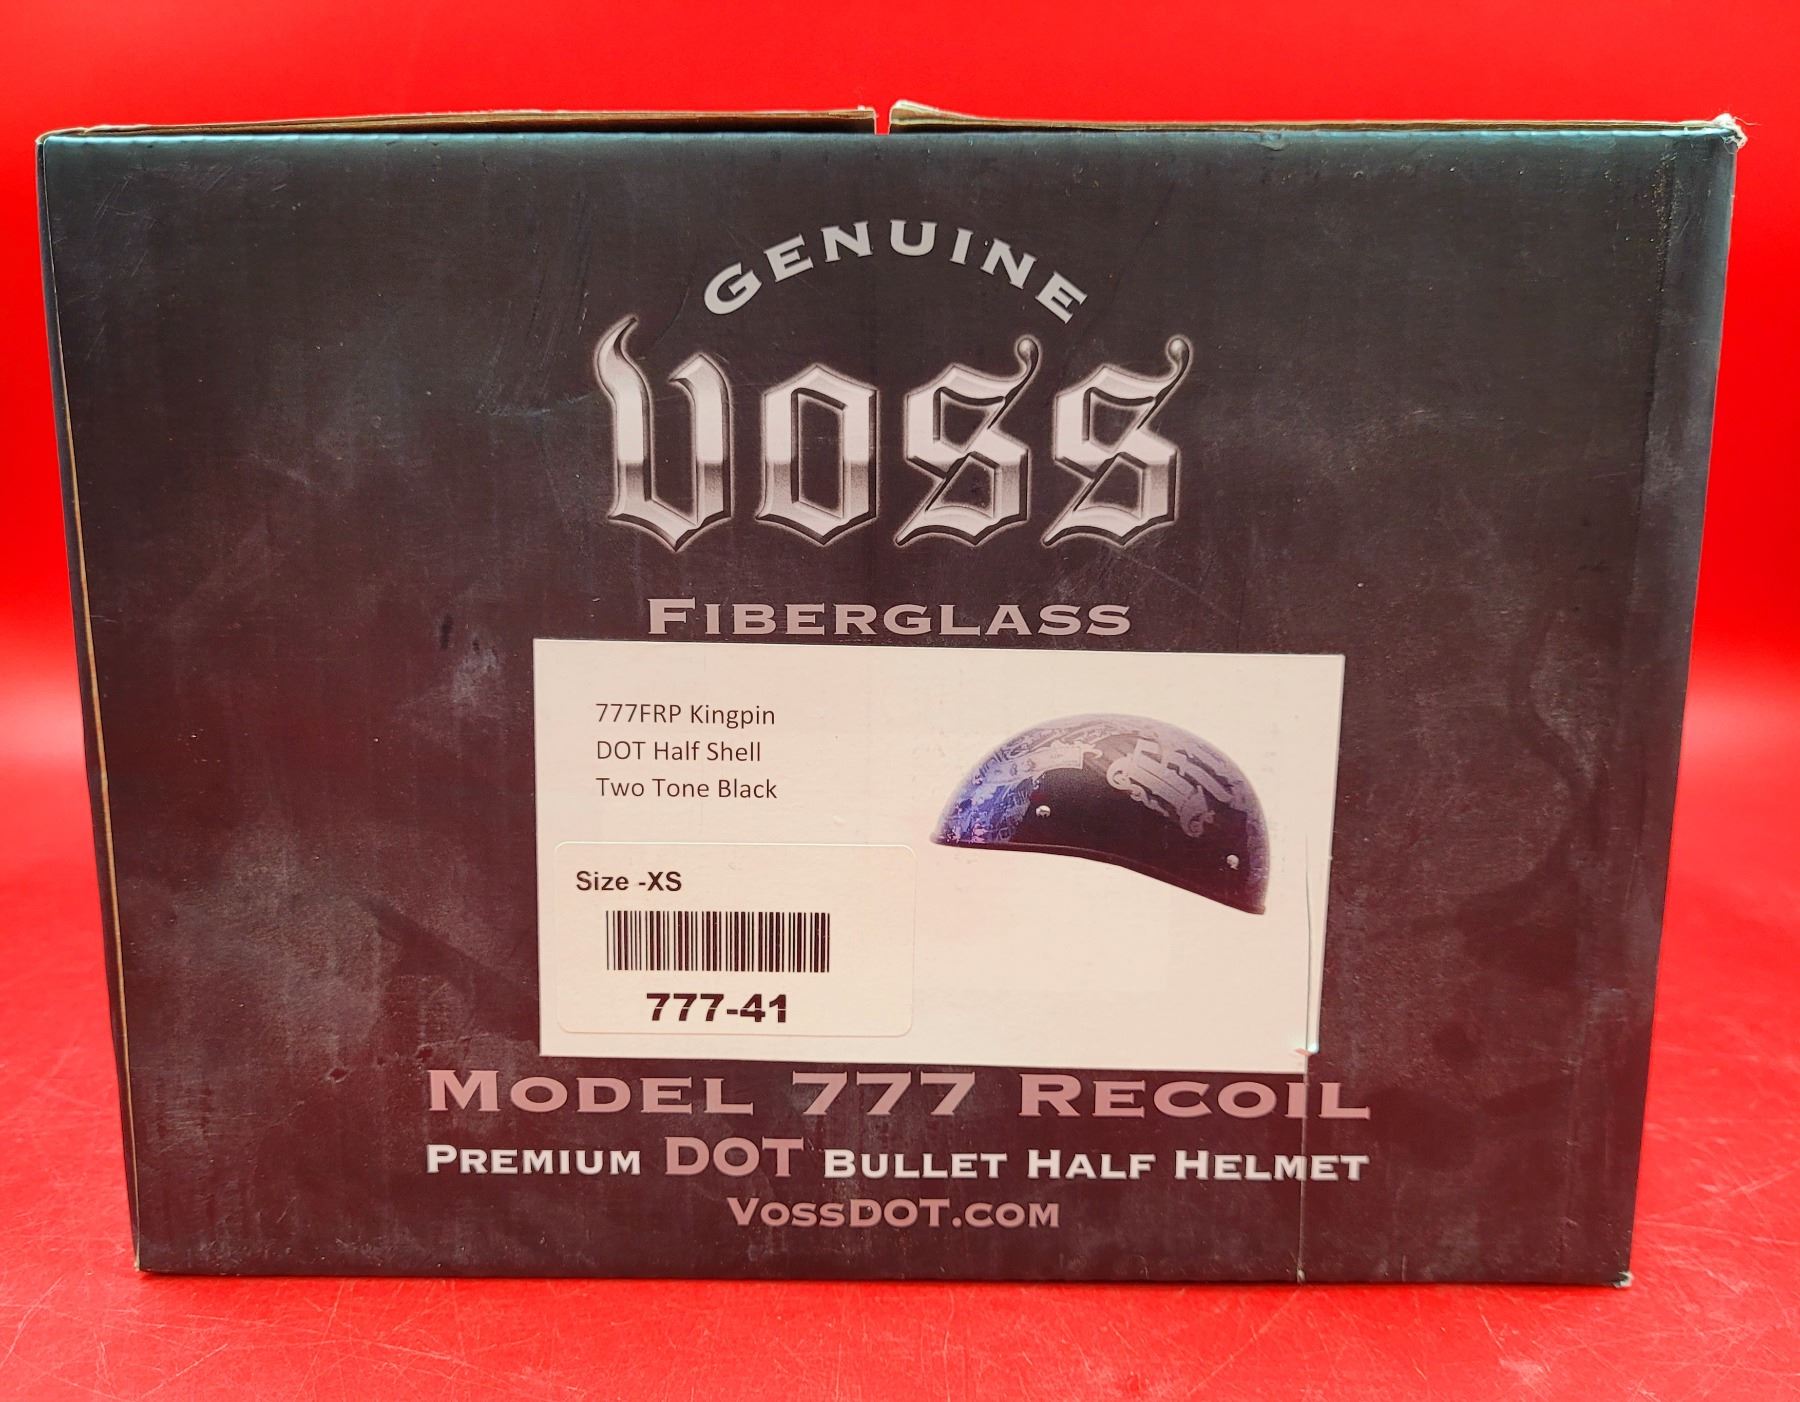 GENUINE
VOSS
FIBERGLASS
777FRP Kingpin
DOT Half Shell
Two Tone Black
Size -XS
777-41
MODEL 777 RECOIL
PREMIUM DOT BULLET HALF HELMET
VOSSDOT.COM